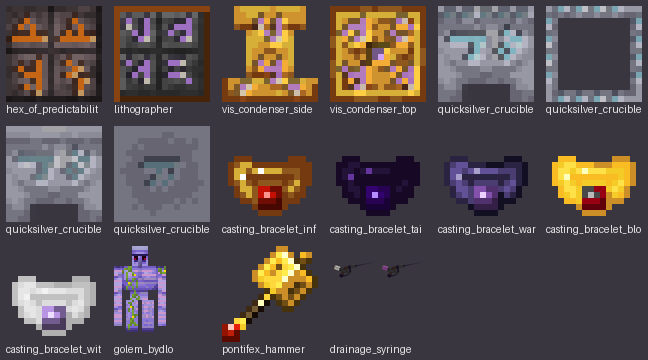 hex_of_predictabilit
lithographer
vis_condenser_side
vis_condenser_top
quicksilver_crucible
quicksilver_crucible
quicksilver_crucible
quicksilver_crucible
casting_bracelet_inf
casting_bracelet_tai
casting_bracelet_war
casting_bracelet_blo
casting_bracelet_wit
golem_bydlo
pontifex_hammer
drainage_syringe